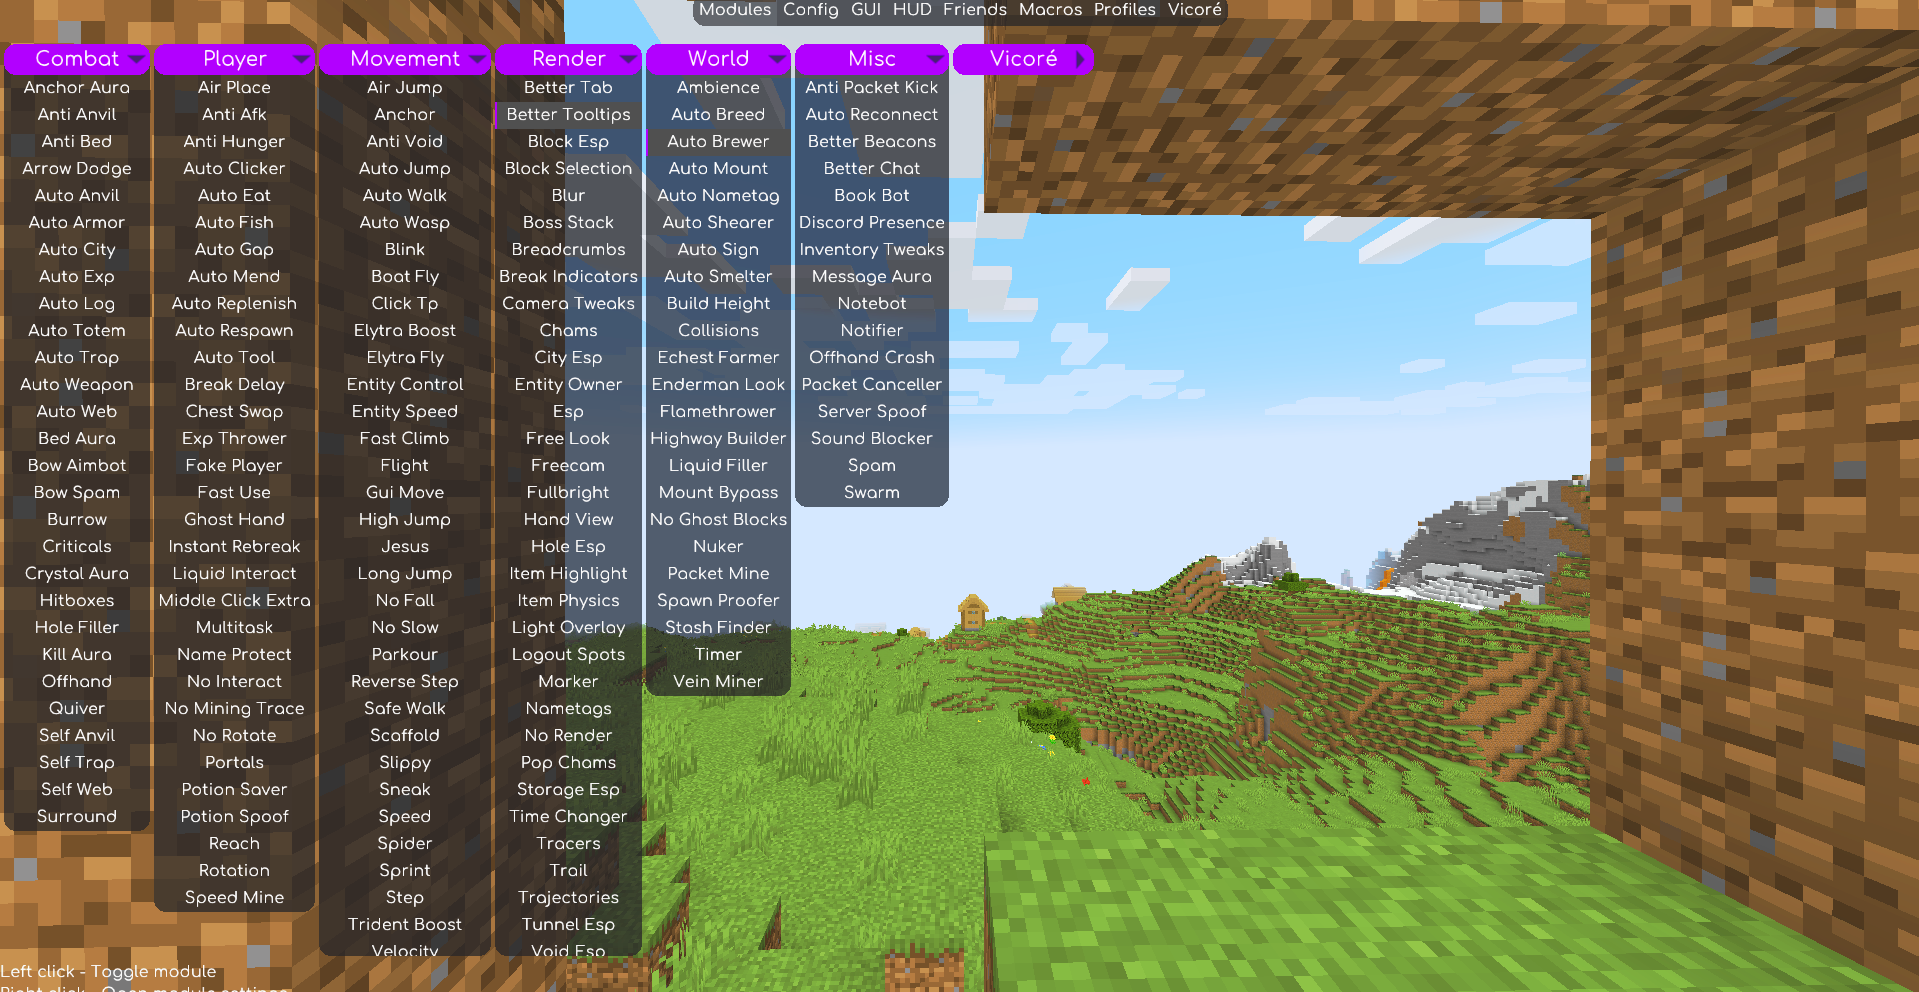 Modules Config GUI HUD Friends Macros Profiles Vicoré
Combat
Anchor Aura
Anti Anvil
Anti Bed
Arrow Dodge
Auto Anvil
Auto Armor
Auto City
Auto Exp
Auto Log
Auto Totem
Auto Trap
Auto Weapon
Auto Web
Bed Aura
Bow Aimbot
Bow Spam
Burrow
Criticals
Crystal Aura
Hitboxes
Hole Filler
Kill Aura
Offhand
Quiver
Self Anvil
Self Trap
Self Web
Surround
Player
Air Place
Anti Afk
Anti Hunger
Auto Clicker
Auto Eat
Auto Fish
Auto Gap
Auto Mend
Auto Replenish
Auto Respawn
Auto Tool
Break Delay
Chest Swap
Exp Thrower
Fake Player
Fast Use
Ghost Hand
Instant Rebreak
Liquid Interact
Middle Click Extra
Multitask
Name Protect
No Interact
No Mining Trace
No Rotate
Portals
Potion Saver
Potion Spoof
Reach
Rotation
Speed Mine
Movement
Air Jump
Anchor
Anti Void
Auto Jump
Auto Walk
Auto Wasp
Blink
Boat Fly
Click Tp
Elytra Boost
Elytra Fly
Entity Control
Entity Speed
Fast Climb
Flight
Gui Move
High Jump
Jesus
Long Jump
No Fall
No Slow
Parkour
Reverse Step
Safe Walk
Scaffold
Slippy
Sneak
Speed
Spider
Sprint
Step
Trident Boost
Velocity
Render
Better Tab
Better Tooltips
Block Esp
Block Selection
Blur
Boss Stack
Breadcrumbs
Break Indicators
Camera Tweaks
Chams
City Esp
Entity Owner
Esp
Free Look
Freecam
Fullbright
Hand View
Hole Esp
Item Highlight
Item Physics
Light Overlay
Logout Spots
Marker
Nametags
No Render
Pop Chams
Storage Esp
Time Changer
Tracers
Trail
Trajectories
Tunnel Esp
Void Esp
World
Ambience
Auto Breed
Auto Brewer
Auto Mount
Auto Nametag
Auto Shearer
Auto Sign
Auto Smelter
Build Height
Collisions
Echest Farmer
Enderman Look
Flamethrower
Highway Builder
Liquid Filler
Mount Bypass
No Ghost Blocks
Nuker
Packet Mine
Spawn Proofer
Stash Finder
Timer
Vein Miner
Misc
Anti Packet Kick
Auto Reconnect
Better Beacons
Better Chat
Book Bot
Discord Presence
Inventory Tweaks
Message Aura
Notebot
Notifier
Offhand Crash
Packet Canceller
Server Spoof
Sound Blocker
Spam
Swarm
Vicoré
Left click - Toggle module
Right click - Open module settings